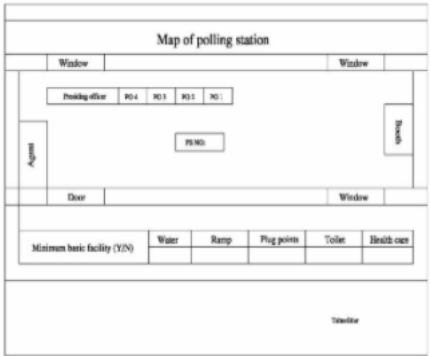 Map of polling station
Window Window
Presiding officer PO 4 PO 3 PO 2 PO 1
Agent
Booth
PS NO:
Door Window
Minimum basic facility (Y/N) Water Ramp Plug points Toilet Health care